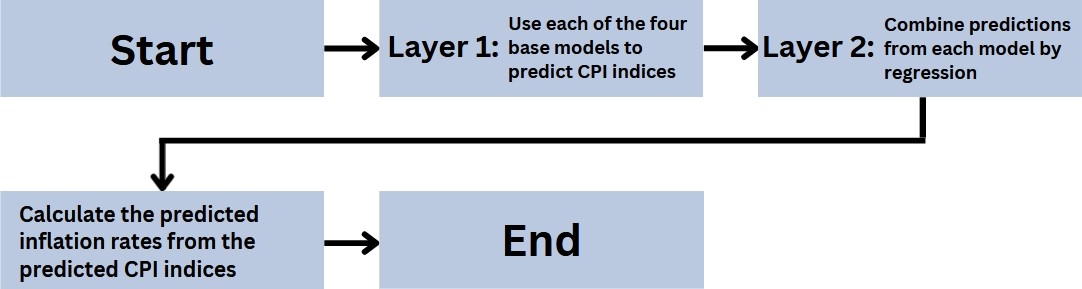 Start
Layer 1:
Use each of the four
base models to
predict CPI indices
Layer 2:
Combine predictions
from each model by
regression
Calculate the predicted
inflation rates from the
predicted CPI indices
End